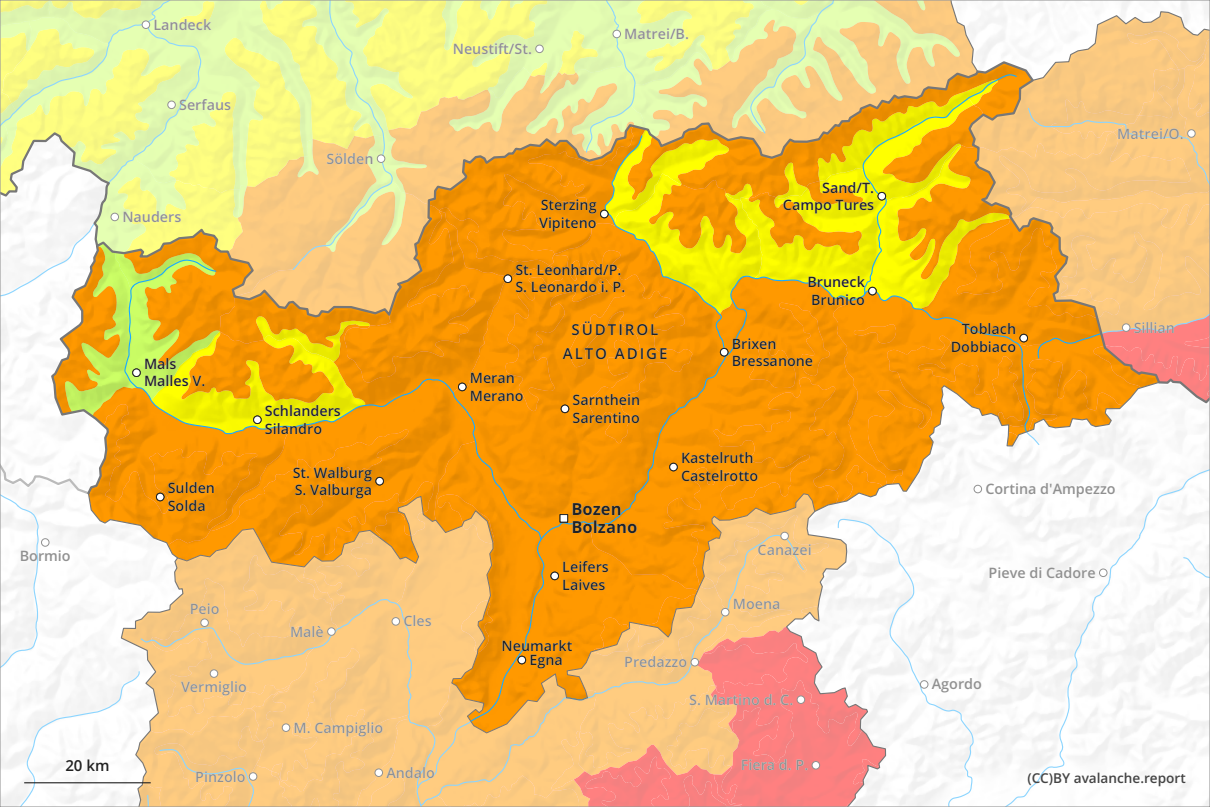 Landeck
Neustift/St.
Matrei/B.
Serfaus
Matrei/O.
Sölden
Nauders
Sand/T.
Campo Tures
Sterzing
Vipiteno
St. Leonhard/P.
S. Leonardo i. P.
Bruneck
Brunico
SÜDTIROL
ALTO ADIGE
Toblach
Dobbiaco
Sillian
Brixen
Bressanone
Mals
Malles V.
Meran
Merano
Schlanders
Silandro
Sarnthein
Sarentino
Kastelruth
Castelrotto
St. Walburg
S. Valburga
Sulden
Solda
Cortina d'Ampezzo
Bozen
Bolzano
Bormio
Canazei
Leifers
Laives
Pieve di Cadore
Peio
Moena
Malè
Cles
Neumarkt
Egna
Predazzo
Vermiglio
Agordo
S. Martino d. C.
M. Campiglio
Fiera d. P.
20 km
Pinzolo
Andalo
(CC)BY avalanche.report